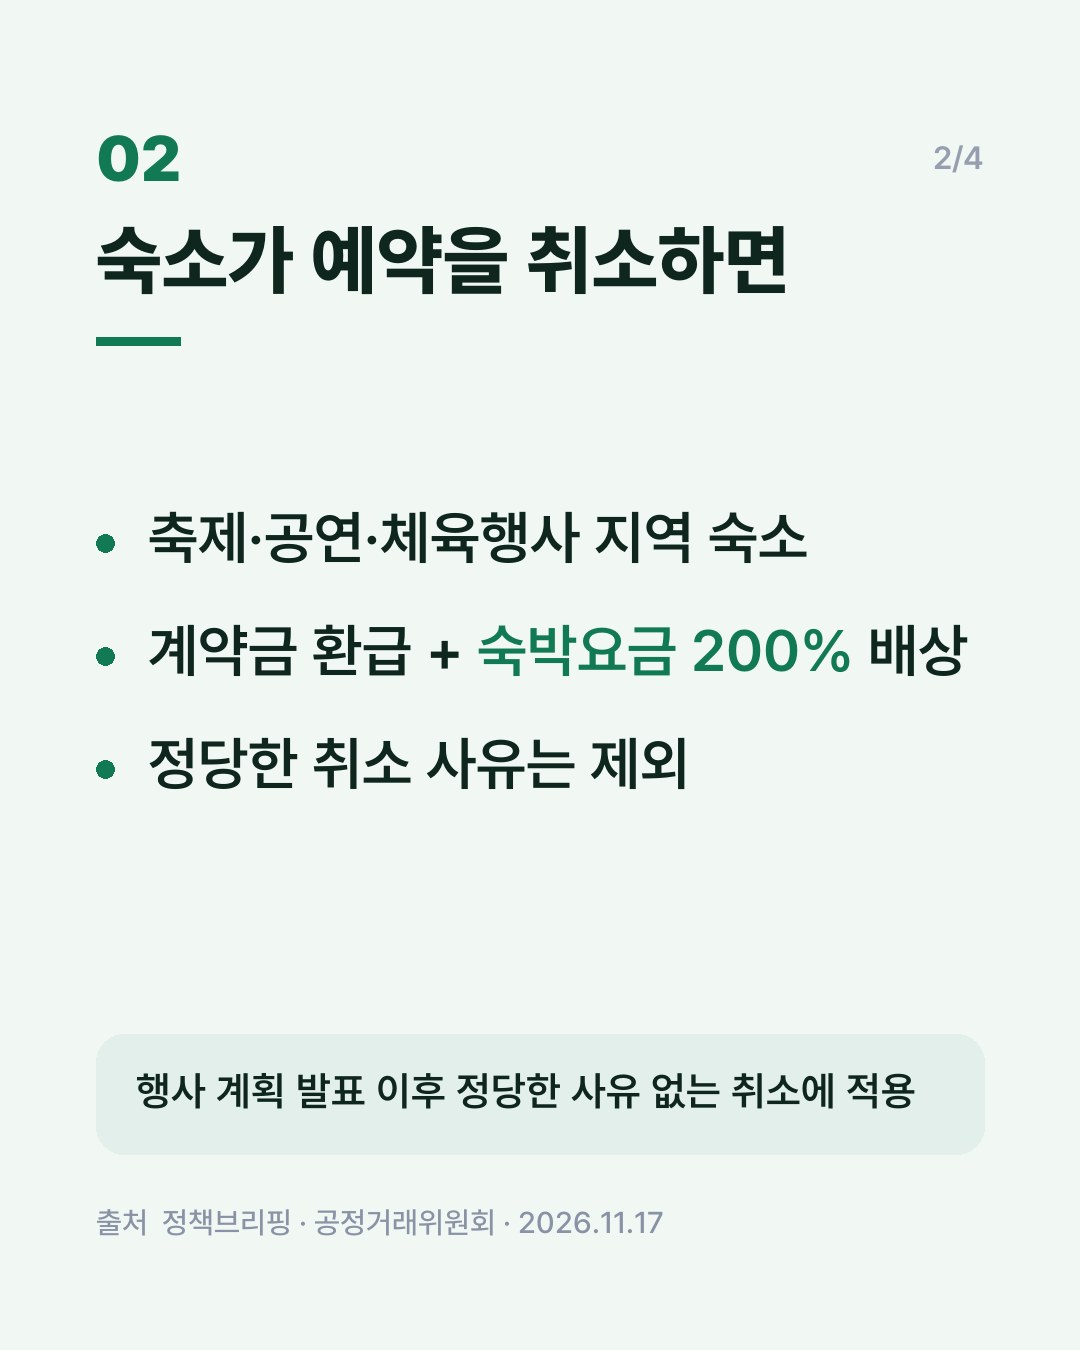 02
2/4
숙소가 예약을 취소하면
축제·공연·체육행사 지역 숙소
계약금 환급 + 숙박요금 200% 배상
정당한 취소 사유는 제외
행사 계획 발표 이후 정당한 사유 없는 취소에 적용
출처 정책브리핑 · 공정거래위원회 · 2026.11.17